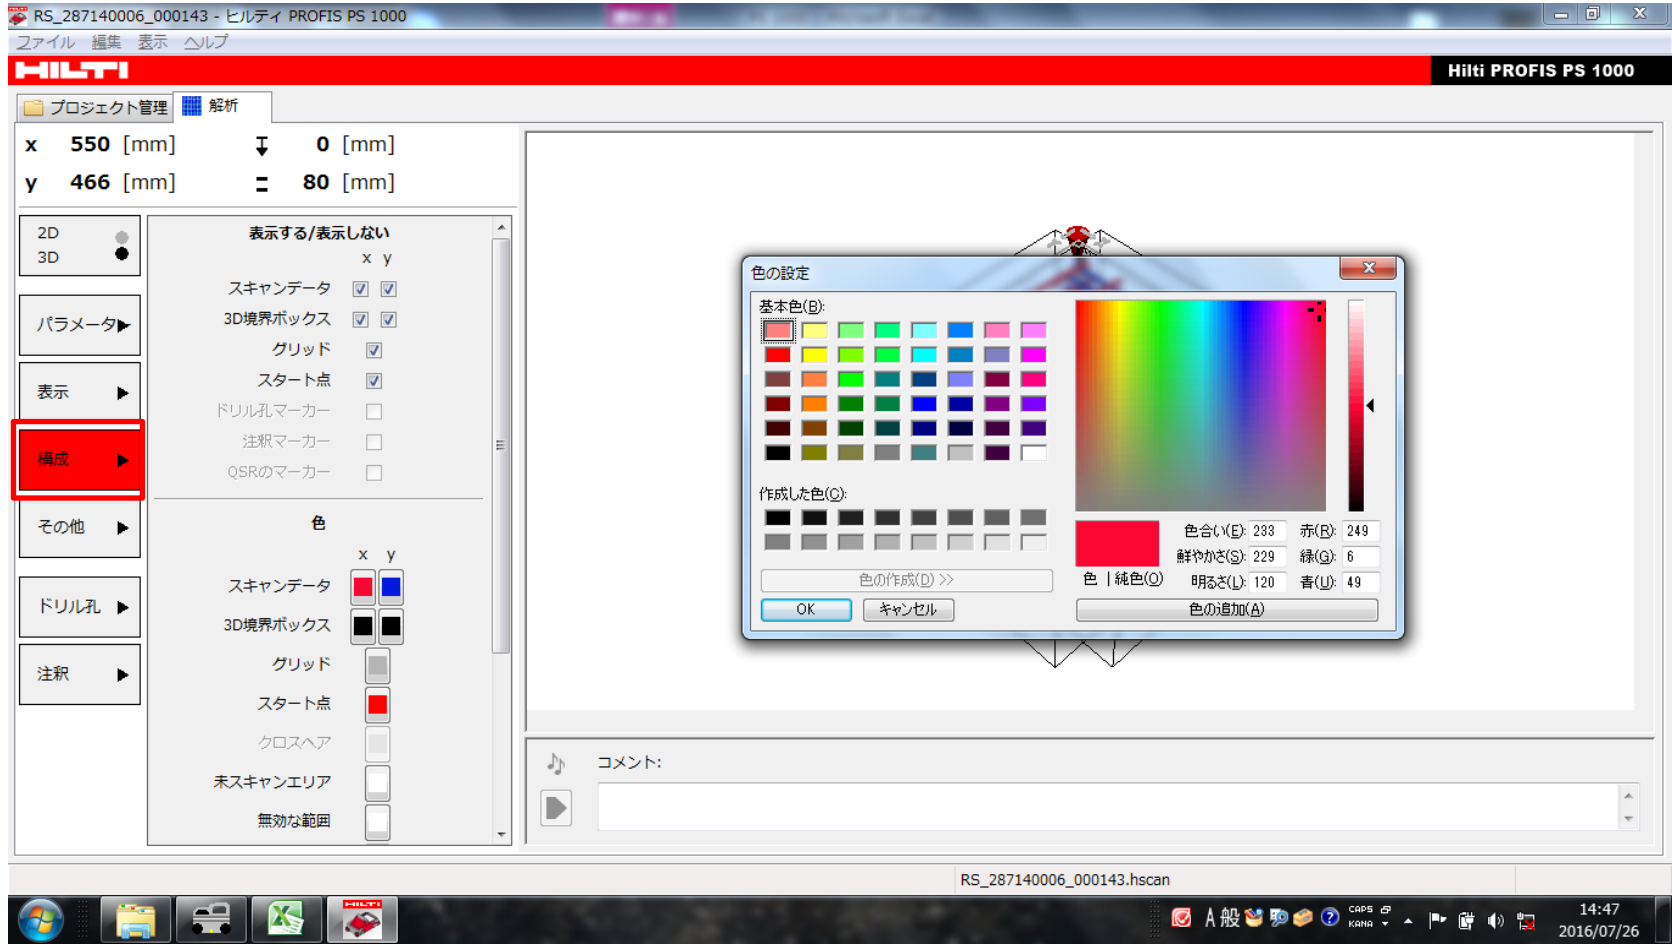 RS_287140006_000143 - ヒルティ PROFIS PS 1000
ファイル 編集 表示 ヘルプ
HILTI
Hilti PROFIS PS 1000
プロジェクト管理 解析
x 550 [mm] 0 [mm]
y 466 [mm] 80 [mm]
2D
3D
パラメータ
表示
構成
その他
ドリル孔
注釈
表示する/表示しない
x y
スキャンデータ
3D境界ボックス
グリッド
スタート点
ドリル孔マーカー
注釈マーカー
QSRのマーカー
色
x y
スキャンデータ
3D境界ボックス
グリッド
スタート点
クロスヘア
未スキャンエリア
無効な範囲
色の設定
基本色(B):
作成した色(C):
色の作成(D) >>
OK キャンセル
色 | 純色(O)
色合い(E): 233 赤(R): 249
鮮やかさ(S): 229 緑(G): 6
明るさ(L): 120 青(U): 49
色の追加(A)
コメント:
RS_287140006_000143.hscan
HILTI
A 般
CAPS
KANA
14:47
2016/07/26